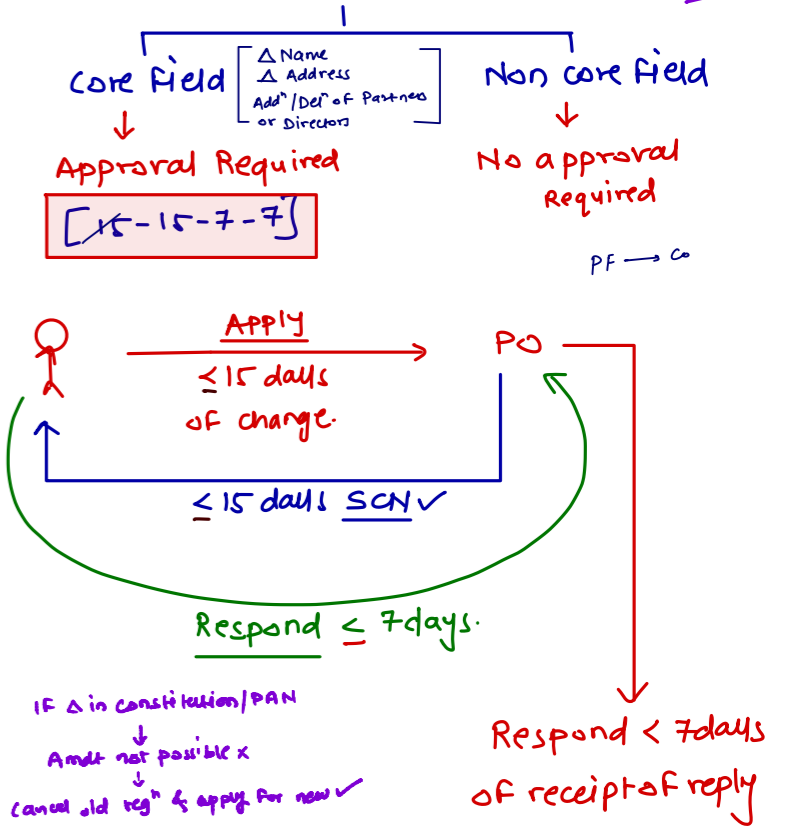 Core Field
Δ Name
Δ Address
Addⁿ/Delⁿ of Partners
or Directors
Non core Field
Approval Required
No approval
Required
[15-15-7-7]
PF → Co
Apply
≤ 15 days
of change.
PO
≤ 15 days SCN ✓
Respond ≤ 7days.
IF Δ in constitution/PAN
↓
Amdt not possible x
↓
Cancel old regⁿ & apply for new ✓
Respond < 7days
of receipt of reply